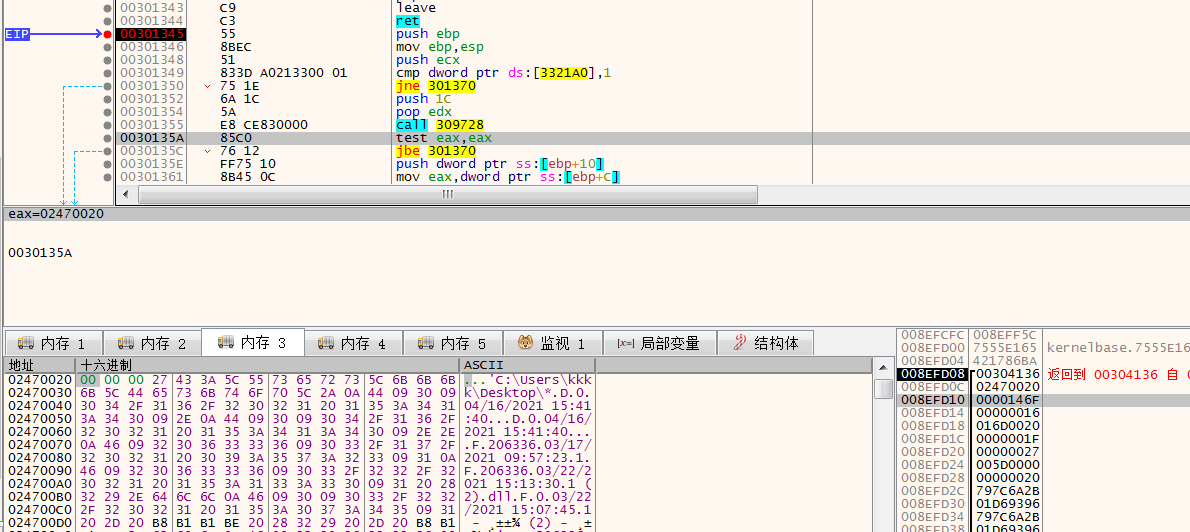 00301343 C9 leave
00301344 C3 ret
EIP 00301345 55 push ebp
00301346 8BEC mov ebp,esp
00301348 51 push ecx
00301349 833D A0213300 01 cmp dword ptr ds:[3321A0],1
00301350 75 1E jne 301370
00301352 6A 1C push 1C
00301354 5A pop edx
00301355 E8 CE830000 call 309728
0030135A 85C0 test eax,eax
0030135C 76 12 jbe 301370
0030135E FF75 10 push dword ptr ss:[ebp+10]
00301361 8B45 0C mov eax,dword ptr ss:[ebp+C]
eax=02470020
0030135A
内存 1 内存 2 内存 3 内存 4 内存 5 监视 1 [x=] 局部变量 结构体
地址 十六进制 ASCII
02470020 00 00 00 27 43 3A 5C 55 73 65 72 73 5C 6B 6B 6B ...'C:\Users\kkk
02470030 6B 5C 44 65 73 6B 74 6F 70 5C 2A 0A 44 09 30 09 k\Desktop\*.D.0.
02470040 30 34 2F 31 36 2F 32 30 32 31 20 31 35 3A 34 31 04/16/2021 15:41
02470050 3A 34 30 09 2E 0A 44 09 30 09 30 34 2F 31 36 2F :40...D.0.04/16/
02470060 32 30 32 31 20 31 35 3A 34 31 3A 34 30 09 2E 2E 2021 15:41:40...
02470070 0A 46 09 32 30 36 33 33 36 09 30 33 2F 31 37 2F .F.206336.03/17/
02470080 32 30 32 31 20 30 39 3A 35 37 3A 32 33 09 31 0A 2021 09:57:23.1.
02470090 46 09 32 30 36 33 33 36 09 30 33 2F 32 32 2F 32 F.206336.03/22/2
024700A0 30 32 31 20 31 35 3A 31 33 3A 33 30 09 31 20 28 021 15:13:30.1 (
024700B0 32 29 2E 64 6C 6C 0A 46 09 30 09 30 33 2F 32 32 2).dll.F.0.03/22
024700C0 2F 32 30 32 31 20 31 35 3A 30 37 3A 34 35 09 31 /2021 15:07:45.1
024700D0 20 2D 20 B8 B1 B1 BE 20 28 32 29 20 2D 20 B8 B1
008EFCFC 008EFF5C
008EFD00 7555E165 kernelbase.7555E16
008EFD04 421786BA
008EFD08 00304136 返回到 00304136 自
008EFD0C 02470020
008EFD10 0000146F
008EFD14 00000016
008EFD18 016D0020
008EFD1C 0000001F
008EFD20 00000027
008EFD24 005D0000
008EFD28 00000020
008EFD2C 797C6A2B
008EFD30 01D69396
008EFD34 797C6A2B
008EFD38 01D69396